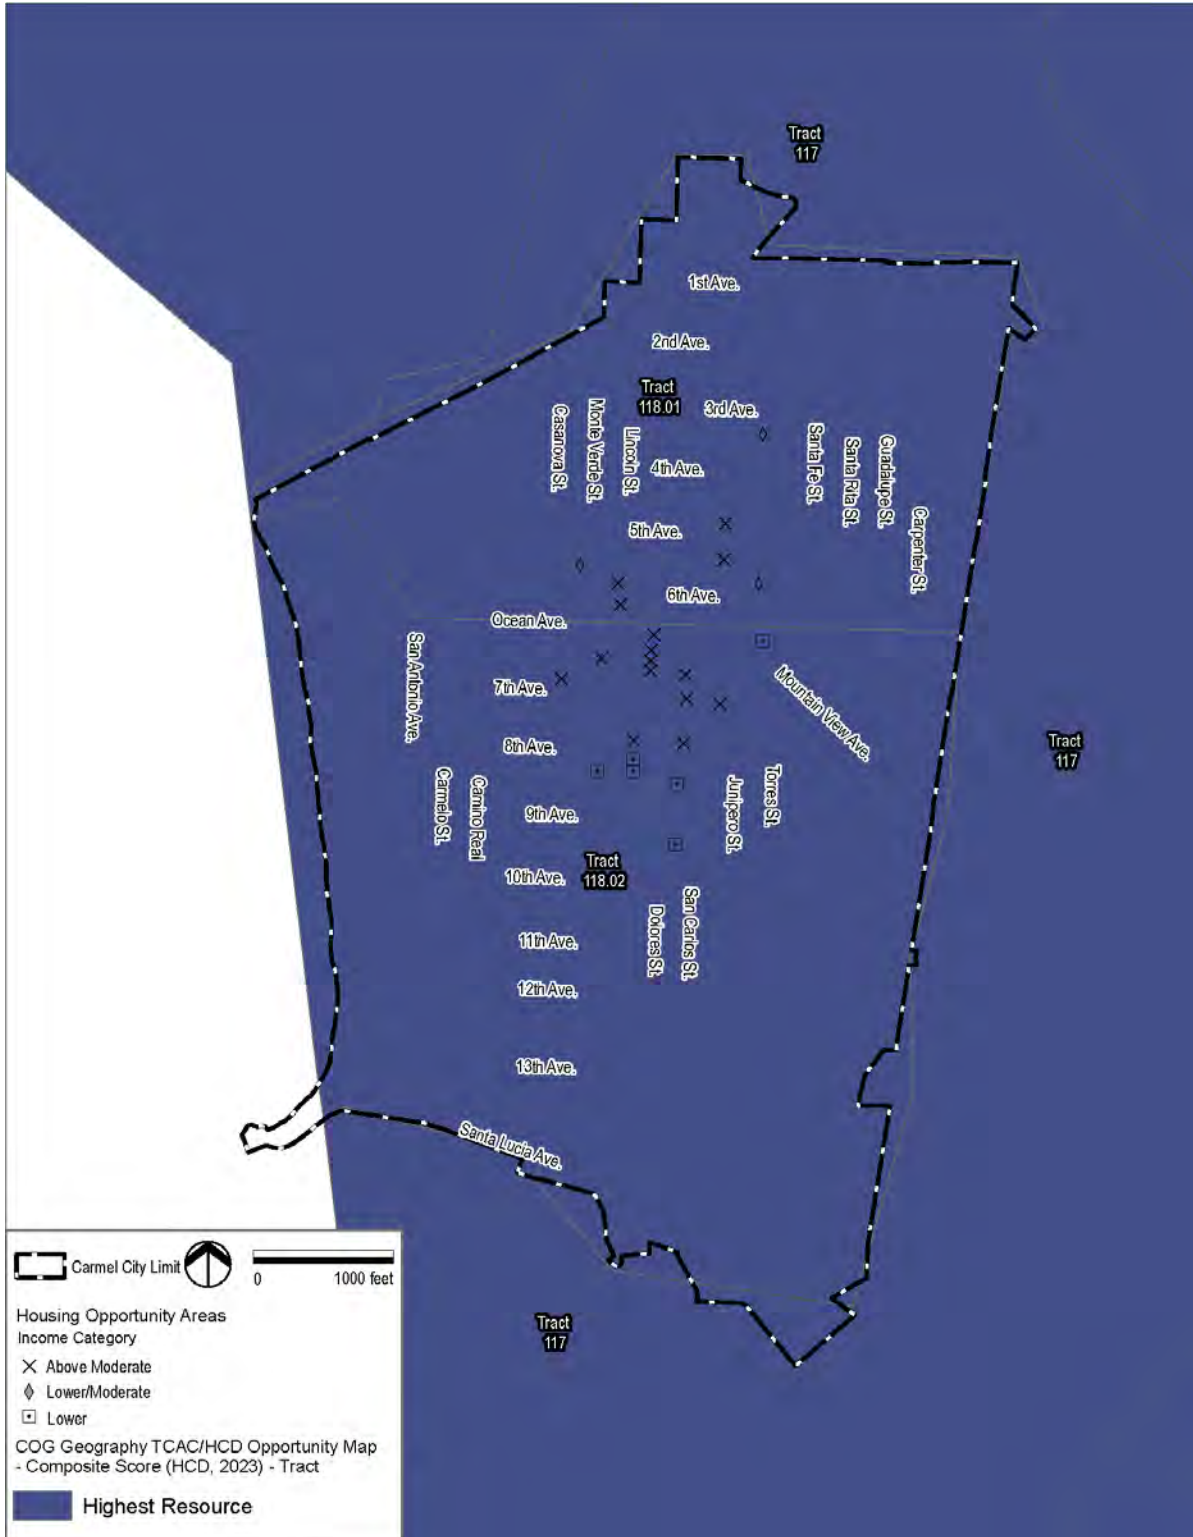 Tract
117
1st Ave.
2nd Ave.
Tract
118.01
3rd Ave.
Casanova St.
Monte Verde St.
Lincoln St.
4th Ave.
Santa Fe St.
Santa Rita St.
Guadalupe St.
Carpenter St.
5th Ave.
6th Ave.
Ocean Ave.
San Antonio Ave.
7th Ave.
Mountain View Ave.
8th Ave.
Tract
117
Carmelo St.
Camino Real
9th Ave.
Junipero St.
Torres St.
Tract
118.02
10th Ave.
Dolores St.
San Carlos St.
11th Ave.
12th Ave.
13th Ave.
Santa Lucia Ave.
Tract
117
Carmel City Limit
0 1000 feet
Housing Opportunity Areas
Income Category
Above Moderate
Lower/Moderate
Lower
COG Geography TCAC/HCD Opportunity Map
- Composite Score (HCD, 2023) - Tract
Highest Resource